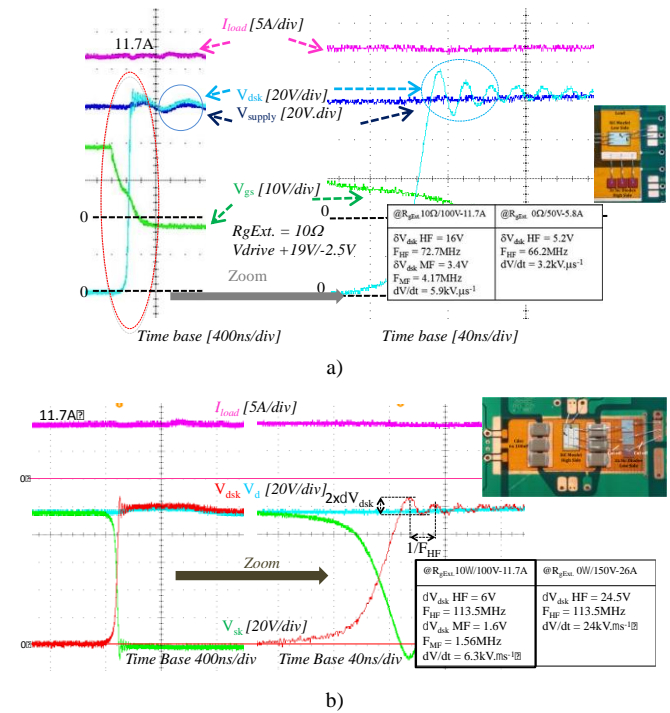 I_load [5A/div]
11.7A
V_dsk [20V/div]
V_supply [20V.div]
V_gs [10V/div]
0
0
RgExt. = 10Ω
Vdrive +19V/-2.5V
Zoom
0
0
@R_gExt. 10Ω/100V-11.7A
δV_dsk HF = 16V
F_HF = 72.7MHz
δV_dsk MF = 3.4V
F_MF = 4.17MHz
dV/dt = 5.9kV.µs⁻¹
@R_gExt. 0Ω/50V-5.8A
δV_dsk HF = 5.2V
F_HF = 66.2MHz
dV/dt = 3.2kV.µs⁻¹
Time base [400ns/div]
Time base [40ns/div]
a)
11.7A
I_load [5A/div]
0
V_dsk V_d [20V/div]
2xdV_dsk
1/F_HF
Zoom
V_sk [20V/div]
0
@R_gExt. 10W/100V-11.7A
dV_dsk HF = 6V
F_HF = 113.5MHz
dV_dsk MF = 1.6V
F_MF = 1.56MHz
dV/dt = 6.3kV.ms⁻¹
@R_gExt. 0W/150V-26A
dV_dsk HF = 24.5V
F_HF = 113.5MHz
dV/dt = 24kV.ms⁻¹
Time Base 400ns/div
Time Base 40ns/div
b)